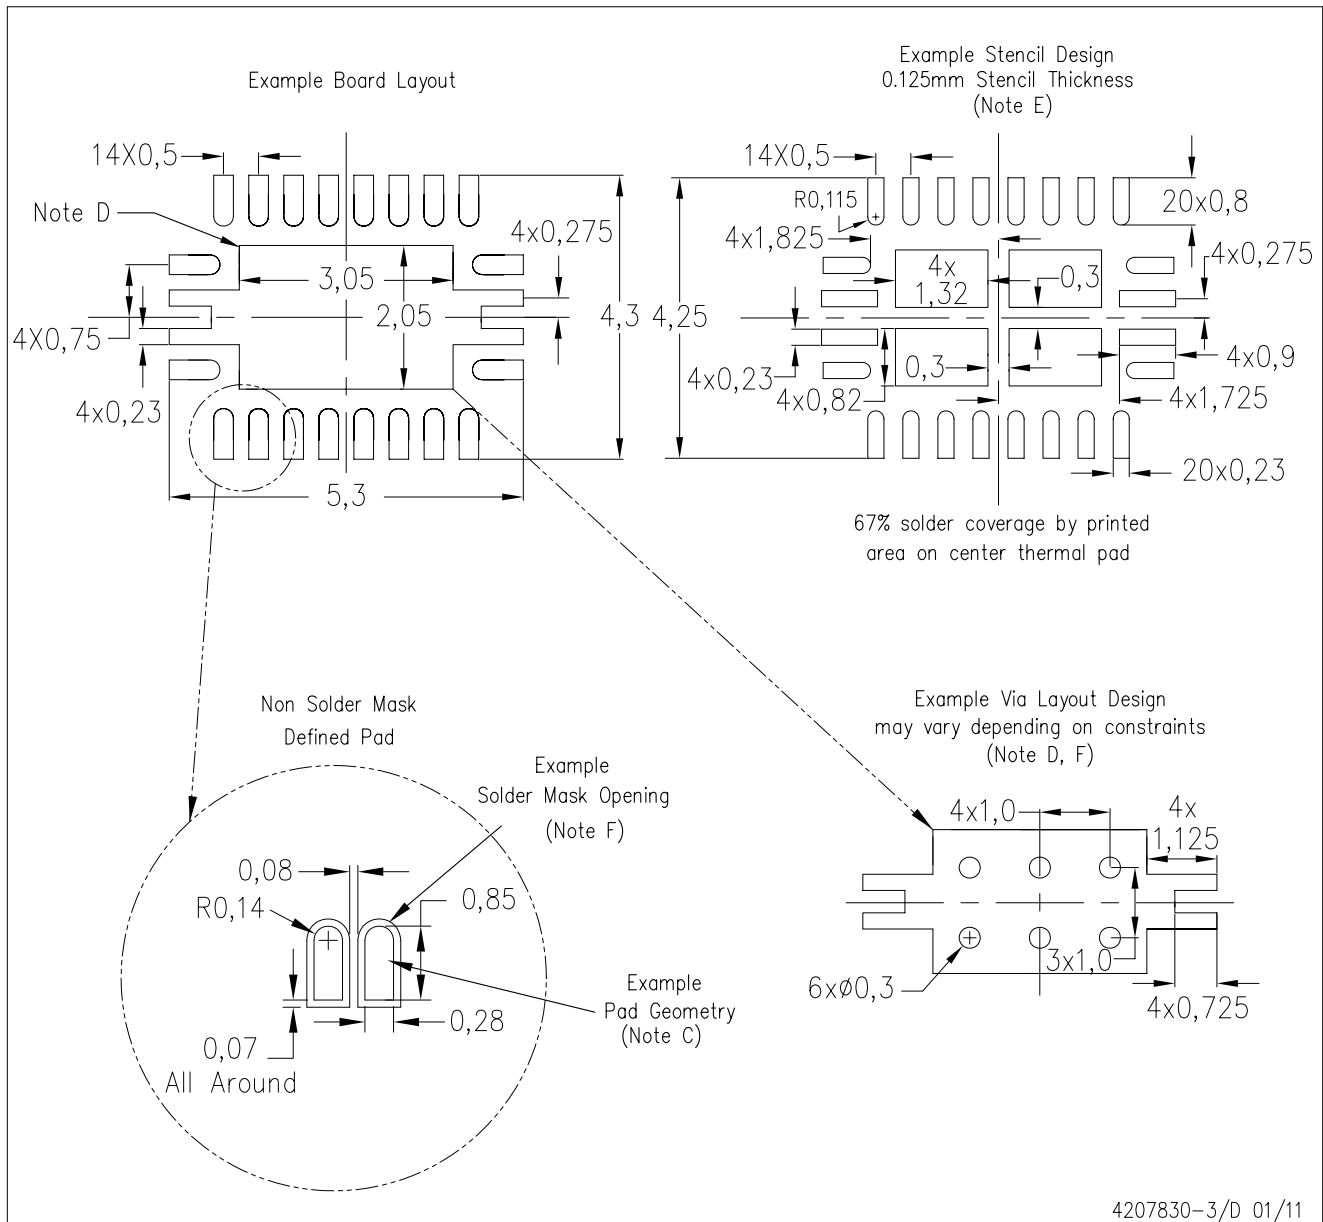 Example Board Layout
14X0,5
Note D
4x0,275
3,05
2,05
4,3
4X0,75
4x0,23
5,3
Example Stencil Design
0.125mm Stencil Thickness
(Note E)
14X0,5
R0,115
20x0,8
4x1,825
4x0,275
4x
1,32
0,3
4,25
0,3
4x0,9
4x0,23
4x0,82
4x1,725
20x0,23
67% solder coverage by printed
area on center thermal pad
Non Solder Mask
Defined Pad
Example
Solder Mask Opening
(Note F)
0,08
R0,14
0,85
Example
Pad Geometry
(Note C)
0,28
0,07
All Around
Example Via Layout Design
may vary depending on constraints
(Note D, F)
4x1,0
4x
1,125
3x1,0
6xø0,3
4x0,725
4207830-3/D 01/11